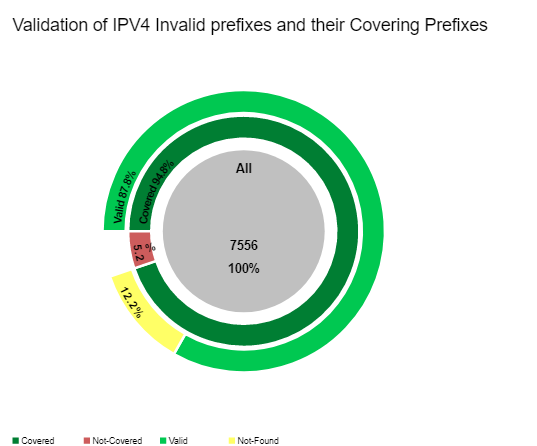 Validation of IPV4 Invalid prefixes and their Covering Prefixes
All
7556
100%
Valid 87.8%
Covered 94.8%
5.2 %
12.2%
Covered
Not-Covered
Valid
Not-Found